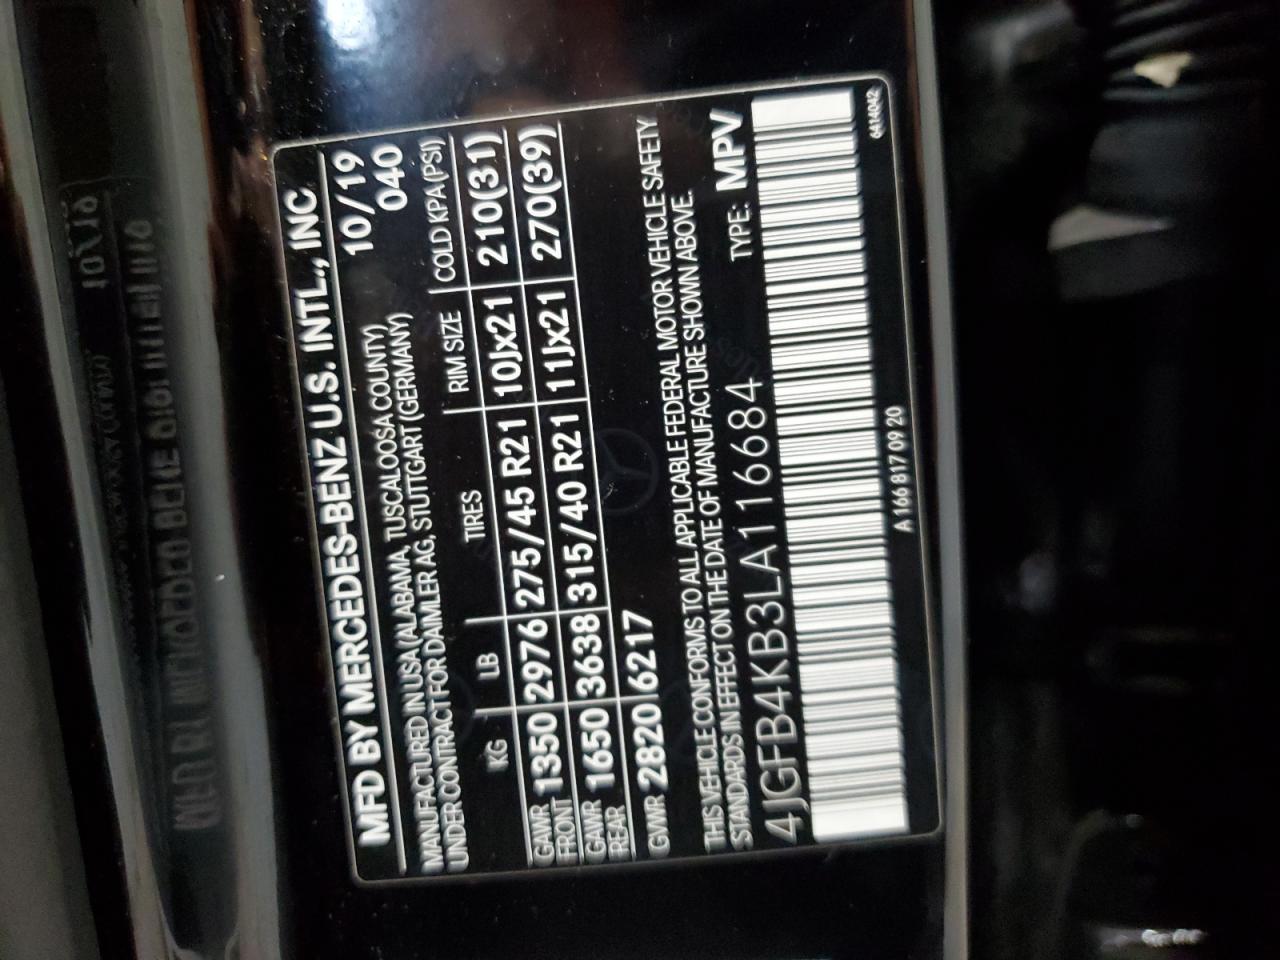 MFD BY MERCEDES-BENZ U.S. INTL., INC
10/19
MANUFACTURED IN USA (ALABAMA, TUSCALOOSA COUNTY) 040
UNDER CONTRACT FOR DAIMLER AG, STUTTGART (GERMANY)
KG LB TIRES RIM SIZE COLD KPA (PSI)
GAWR FRONT 1350 2976 275/45 R21 10Jx21 210(31)
GAWR REAR 1650 3638 315/40 R21 11Jx21 270(39)
GVWR 2820 6217
THIS VEHICLE CONFORMS TO ALL APPLICABLE FEDERAL MOTOR VEHICLE SAFETY
STANDARDS IN EFFECT ON THE DATE OF MANUFACTURE SHOWN ABOVE.
4JGFB4KB3LA116684 TYPE: MPV
A 166 817 09 20
6414042